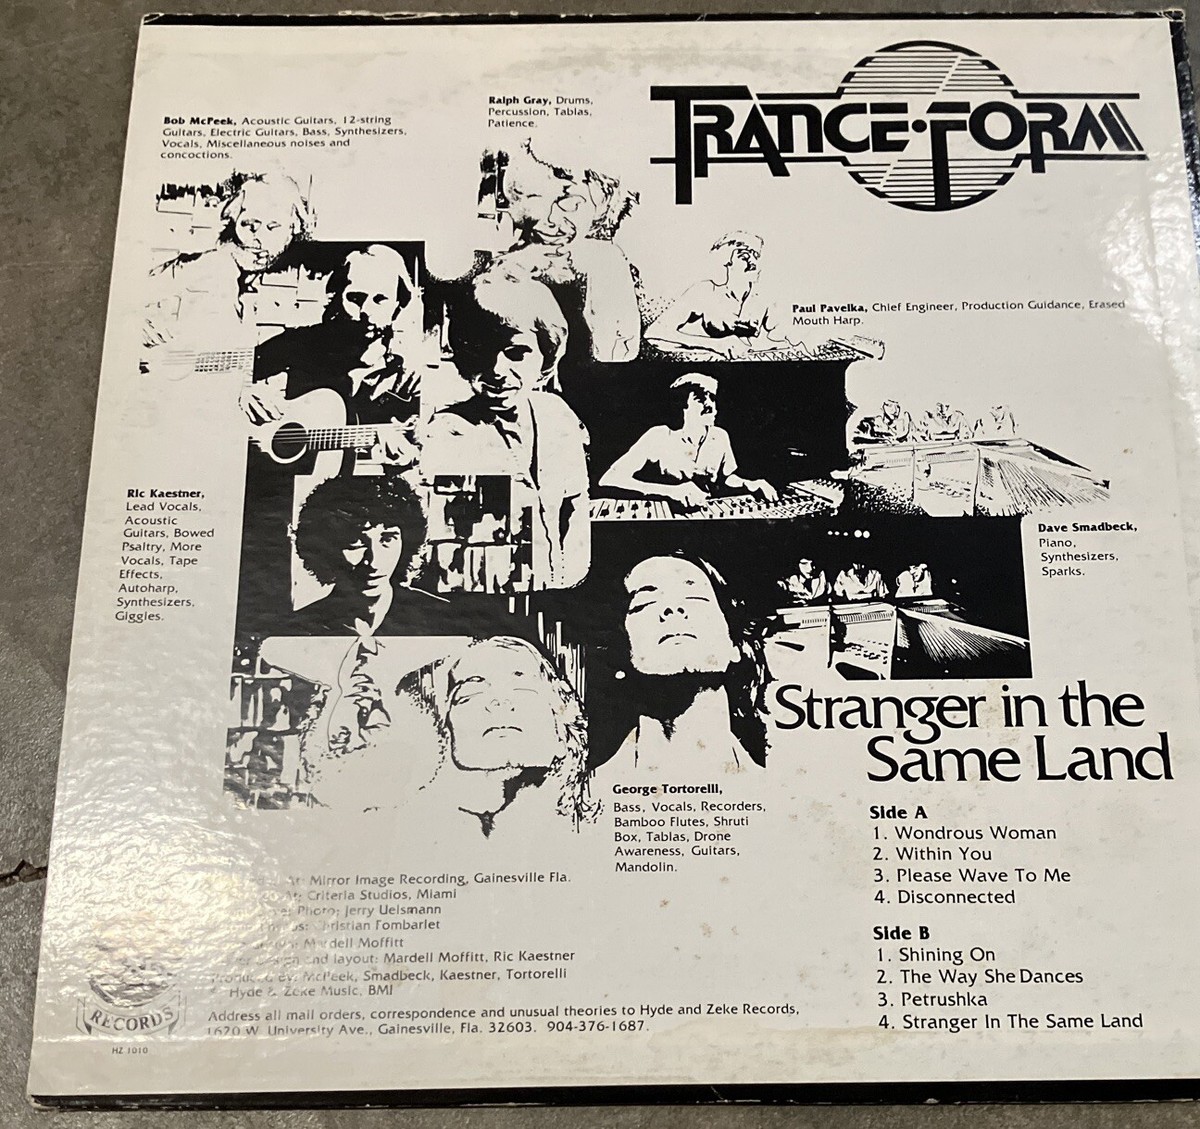 TRANCE·FORM
Bob McPeek, Acoustic Guitars, 12-string
Guitars, Electric Guitars, Bass, Synthesizers,
Vocals, Miscellaneous noises and
concoctions.
Ralph Gray, Drums,
Percussion, Tablas,
Patience.
Paul Pavelka, Chief Engineer, Production Guidance, Erased
Mouth Harp.
Ric Kaestner,
Lead Vocals,
Acoustic
Guitars, Bowed
Psaltry, More
Vocals, Tape
Effects,
Autoharp,
Synthesizers,
Giggles.
Dave Smadbeck,
Piano,
Synthesizers,
Sparks.
George Tortorelli,
Bass, Vocals, Recorders,
Bamboo Flutes, Shruti
Box, Tablas, Drone
Awareness, Guitars,
Mandolin.
Stranger in the
Same Land
Side A
1. Wondrous Woman
2. Within You
3. Please Wave To Me
4. Disconnected
Side B
1. Shining On
2. The Way She Dances
3. Petrushka
4. Stranger In The Same Land
At: Mirror Image Recording, Gainesville Fla.
At: Criteria Studios, Miami
Photo: Jerry Uelsmann
Christian Tombarlet
Mardell Moffitt
Design and layout: Mardell Moffitt, Ric Kaestner
Produced By: McPeek, Smadbeck, Kaestner, Tortorelli
Hyde & Zeke Music, BMI
Address all mail orders, correspondence and unusual theories to Hyde and Zeke Records,
1620 W. University Ave., Gainesville, Fla. 32603. 904-376-1687.
RECORDS
HZ 1010